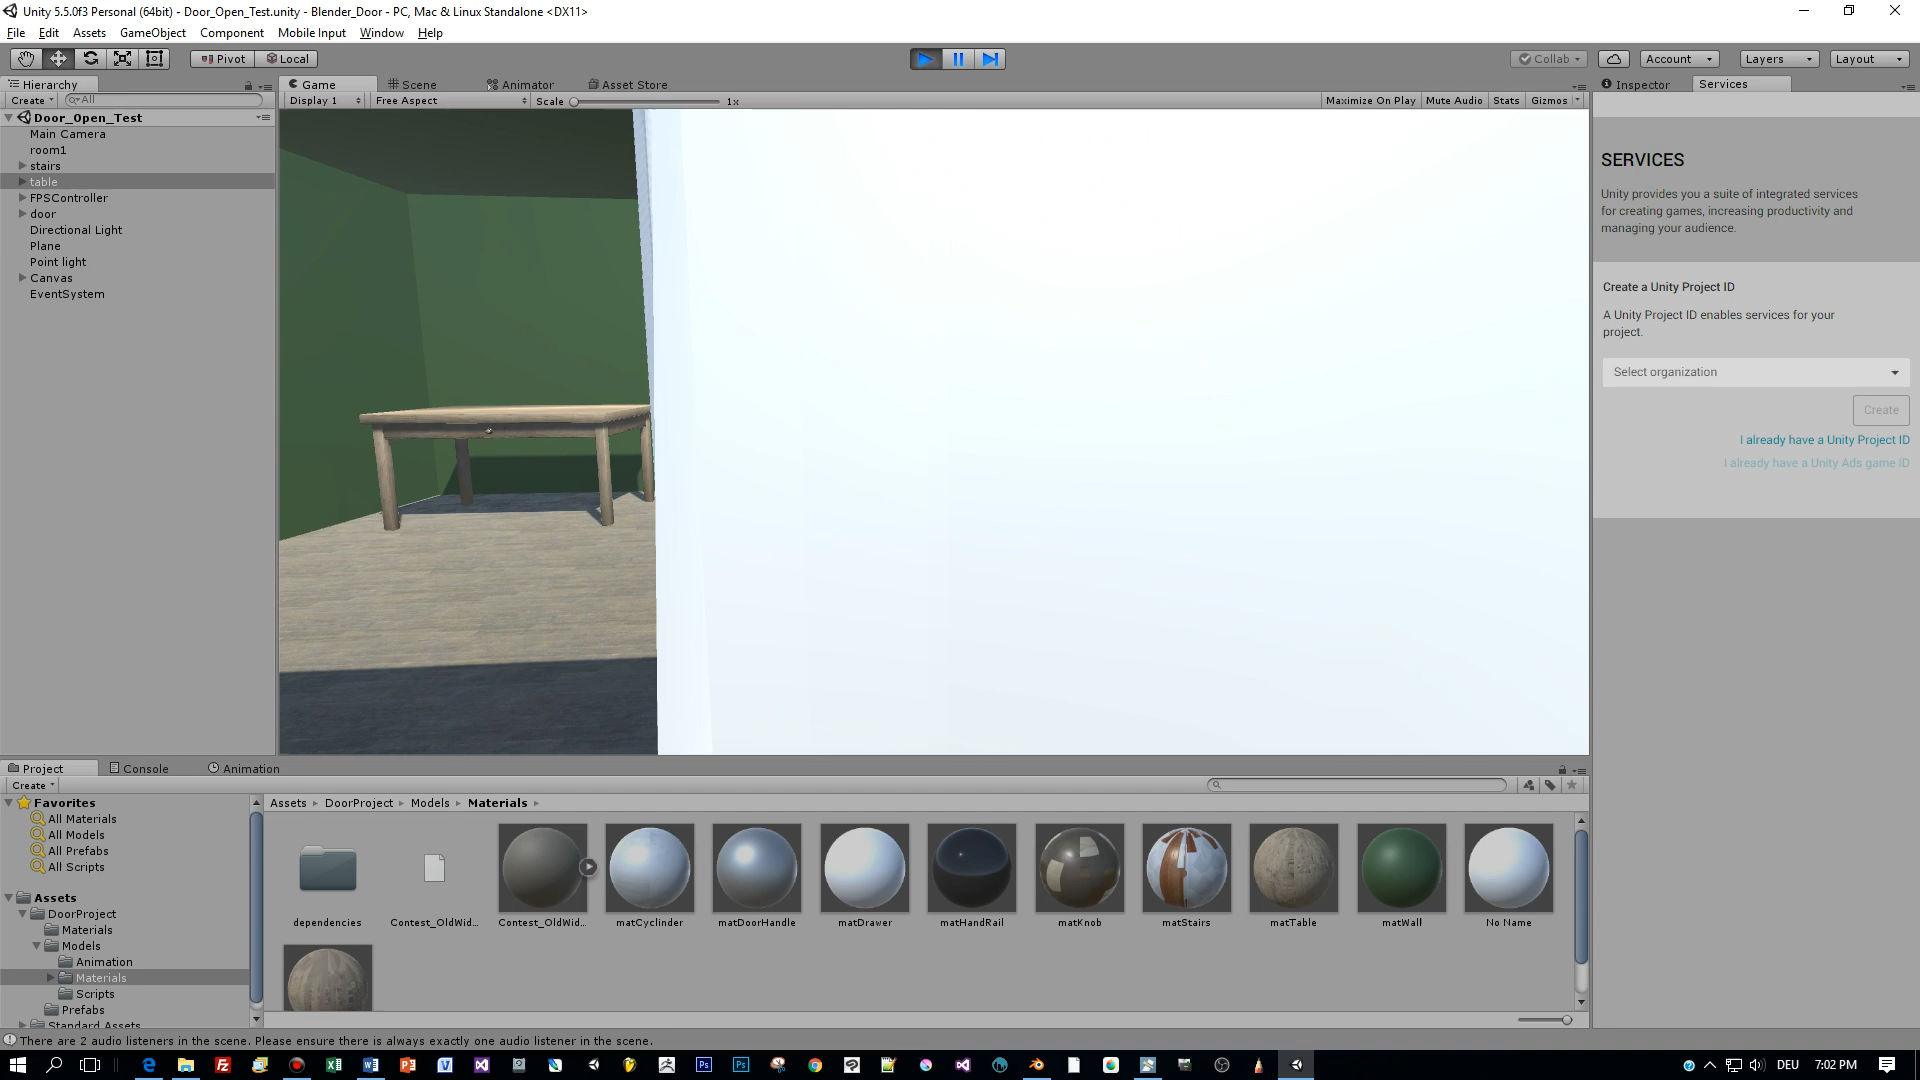 Unity 5.5.0f3 Personal (64bit) - Door_Open_Test.unity - Blender_Door - PC, Mac & Linux Standalone <DX11>
File Edit Assets GameObject Component Mobile Input Window Help
Pivot Local Collab Account Layers Layout
Hierarchy Game Scene Animator Asset Store Inspector Services
Create All Display 1 Free Aspect Scale 1x Maximize On Play Mute Audio Stats Gizmos
Door_Open_Test
Main Camera
room1
stairs
table
FPSController
door
Directional Light
Plane
Point light
Canvas
EventSystem
SERVICES
Unity provides you a suite of integrated services
for creating games, increasing productivity and
managing your audience.
Create a Unity Project ID
A Unity Project ID enables services for your
project.
Select organization
Create
I already have a Unity Project ID
I already have a Unity Ads game ID
Project Console Animation
Create
Favorites
All Materials
All Models
All Prefabs
All Scripts
Assets
DoorProject
Materials
Models
Animation
Materials
Scripts
Prefabs
Standard Assets
Assets DoorProject Models Materials
dependencies Contest_OldWid... Contest_OldWid... matCyclinder matDoorHandle matDrawer matHandRail matKnob matStairs matTable matWall No Name
There are 2 audio listeners in the scene. Please ensure there is always exactly one audio listener in the scene.
DEU 7:02 PM